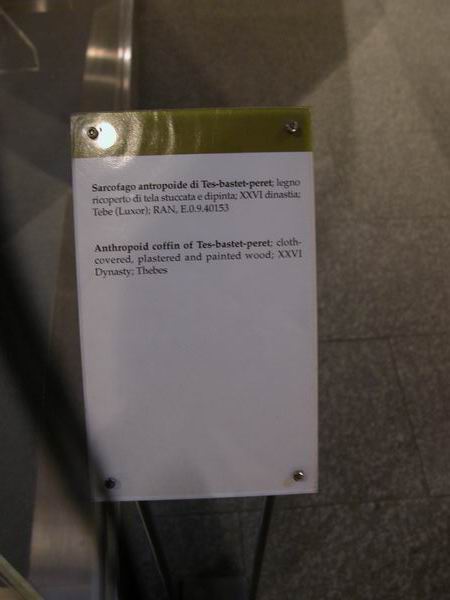 Sarcofago antropoide di Tes-bastet-peret; legno
ricoperto di tela stuccata e dipinta; XXVI dinastia;
Tebe (Luxor); RAN, E.0.9.40153
Anthropoid coffin of Tes-bastet-peret; cloth-
covered, plastered and painted wood; XXVI
Dynasty; Thebes